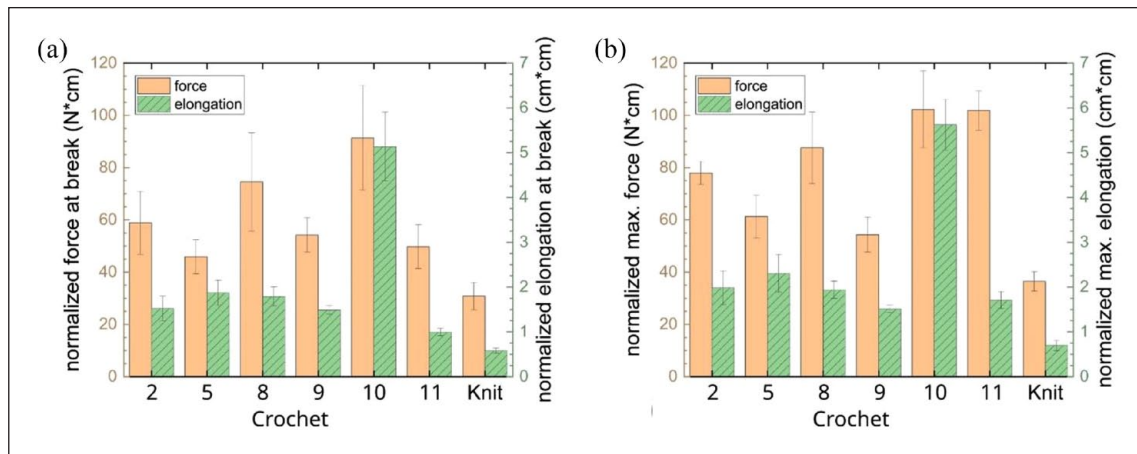 (a)
normalized force at break (N*cm)
120
100
80
60
40
20
0
force
elongation
7
6
5
4
3
2
1
0
normalized elongation at break (cm*cm)
2 5 8 9 10 11 Knit
Crochet
(b)
normalized max. force (N*cm)
120
100
80
60
40
20
0
force
elongation
7
6
5
4
3
2
1
0
normalized max. elongation (cm*cm)
2 5 8 9 10 11 Knit
Crochet